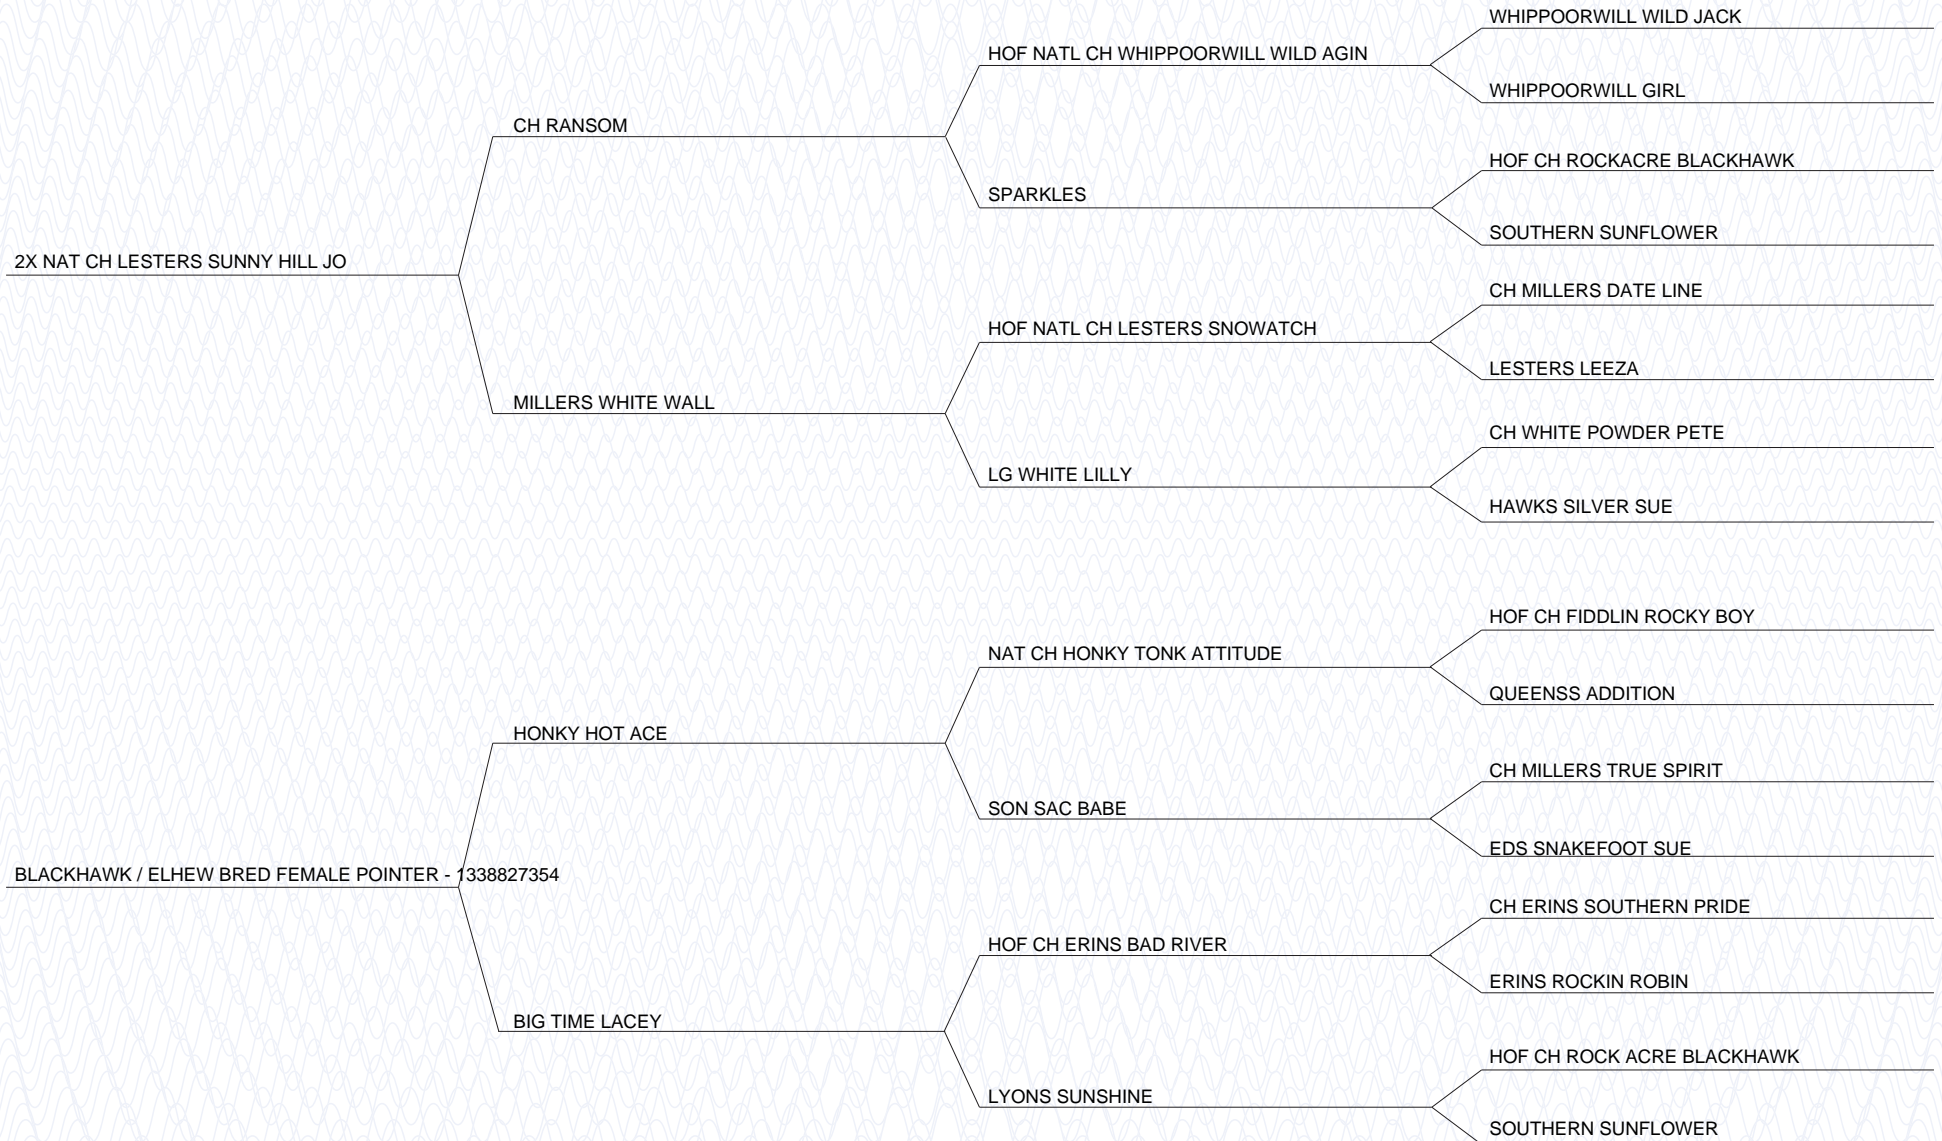 WHIPPOORWILL WILD JACK
HOF NATL CH WHIPPOORWILL WILD AGIN
WHIPPOORWILL GIRL
CH RANSOM
HOF CH ROCKACRE BLACKHAWK
SPARKLES
SOUTHERN SUNFLOWER
2X NAT CH LESTERS SUNNY HILL JO
CH MILLERS DATE LINE
HOF NATL CH LESTERS SNOWATCH
LESTERS LEEZA
MILLERS WHITE WALL
CH WHITE POWDER PETE
LG WHITE LILLY
HAWKS SILVER SUE
HOF CH FIDDLIN ROCKY BOY
NAT CH HONKY TONK ATTITUDE
QUEENSS ADDITION
HONKY HOT ACE
CH MILLERS TRUE SPIRIT
SON SAC BABE
EDS SNAKEFOOT SUE
BLACKHAWK / ELHEW BRED FEMALE POINTER - 1338827354
CH ERINS SOUTHERN PRIDE
HOF CH ERINS BAD RIVER
ERINS ROCKIN ROBIN
BIG TIME LACEY
HOF CH ROCK ACRE BLACKHAWK
LYONS SUNSHINE
SOUTHERN SUNFLOWER